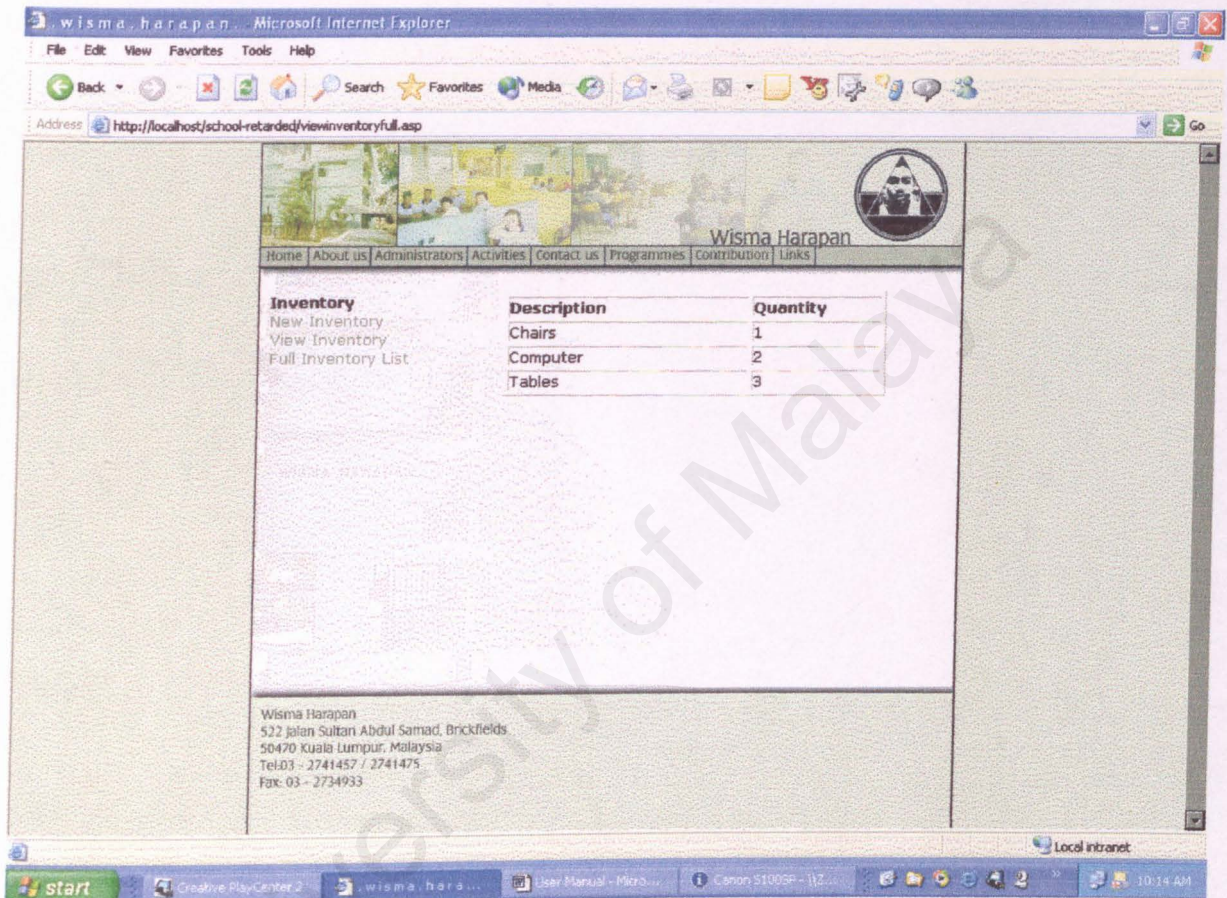 . w i s m a . h a r a p a n . - Microsoft Internet Explorer
File Edit View Favorites Tools Help
Back Search Favorites Media
Address http://localhost/school-retarded/viewinventoryfull.asp Go
Wisma Harapan
Home About us Administrators Activities Contact us Programmes Contribution Links
Inventory
New Inventory
View Inventory
Full Inventory List
Description Quantity
Chairs 1
Computer 2
Tables 3
WISMA HARAPAN
Wisma Harapan
522 Jalan Sultan Abdul Samad, Brickfields
50470 Kuala Lumpur, Malaysia
Tel:03 - 2741457 / 2741475
Fax: 03 - 2734933
Local intranet
start Creative PlayCenter 2 . w i s m a . h a r a ... User Manual - Micro... 10:14 AM
University of Malaya